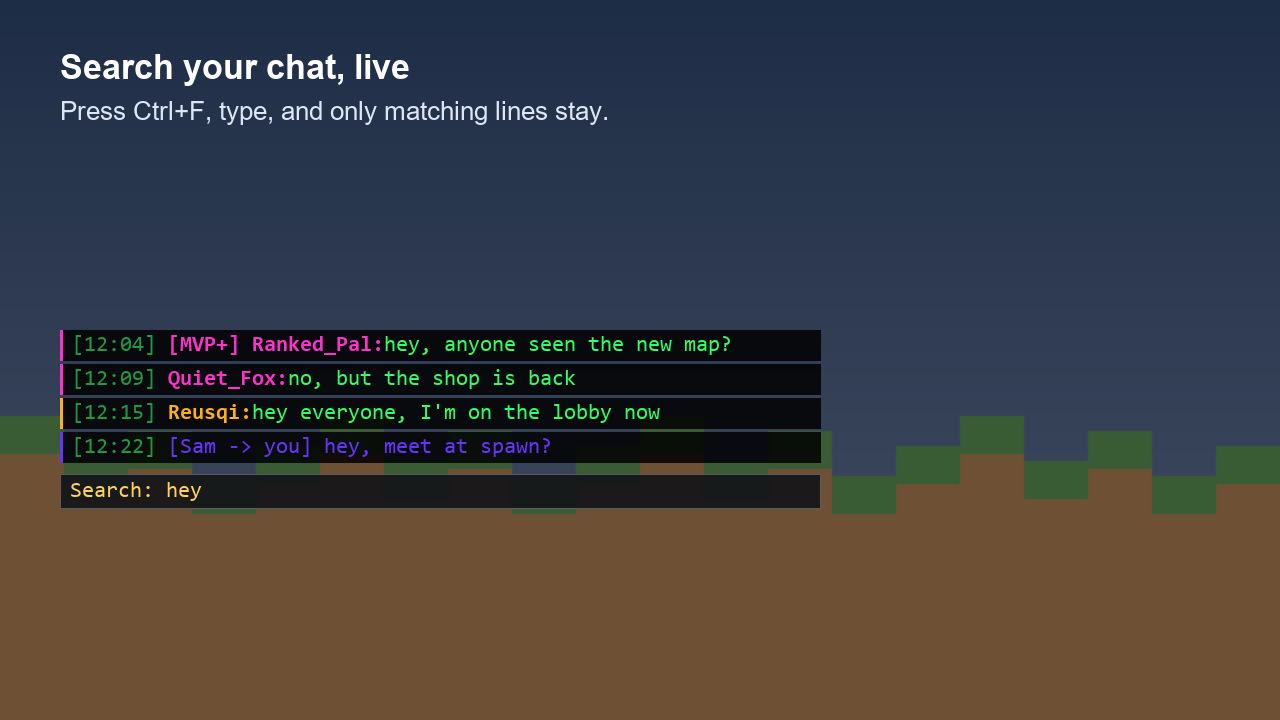 Search your chat, live
Press Ctrl+F, type, and only matching lines stay.
[12:04] [MVP+] Ranked_Pal:hey, anyone seen the new map?
[12:09] Quiet_Fox:no, but the shop is back
[12:15] Reusqi:hey everyone, I'm on the lobby now
[12:22] [Sam -> you] hey, meet at spawn?
Search: hey